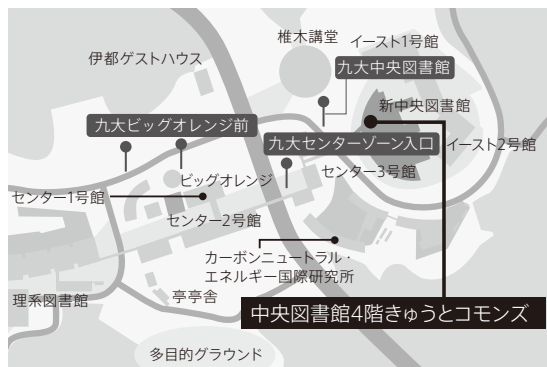 椎木講堂
イースト1号館
伊都ゲストハウス
九大中央図書館
新中央図書館
九大ビッグオレンジ前
九大センターゾーン入口
イースト2号館
センター3号館
ビッグオレンジ
センター1号館
センター2号館
カーボンニュートラル・
エネルギー国際研究所
理系図書館
亭亭舎
中央図書館4階きゅうとコモンズ
多目的グラウンド